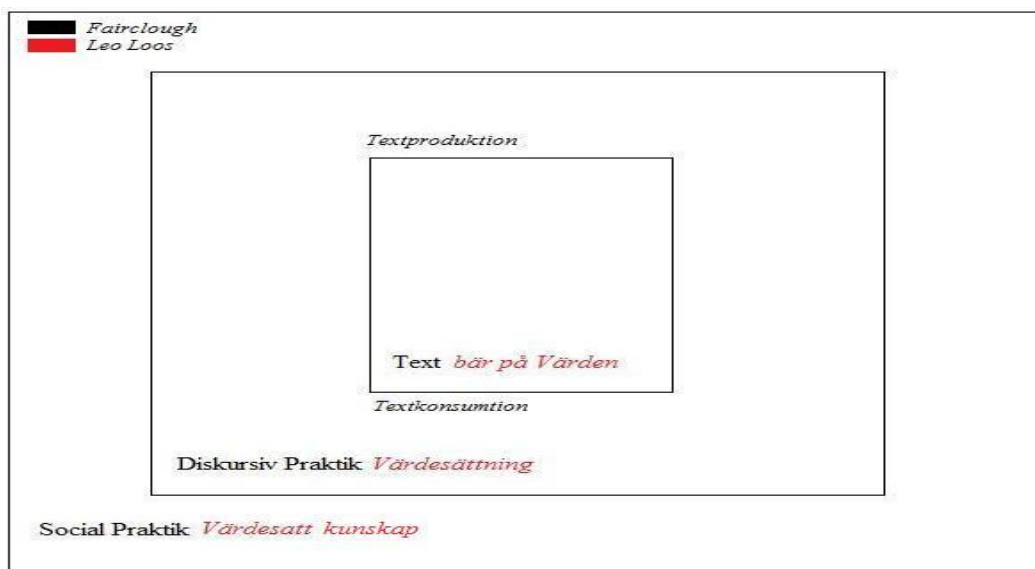 Fairclough
Leo Loos
Textproduktion
Text bär på Värden
Textkonsumtion
Diskursiv Praktik Värdesättning
Social Praktik Värdesatt kunskap